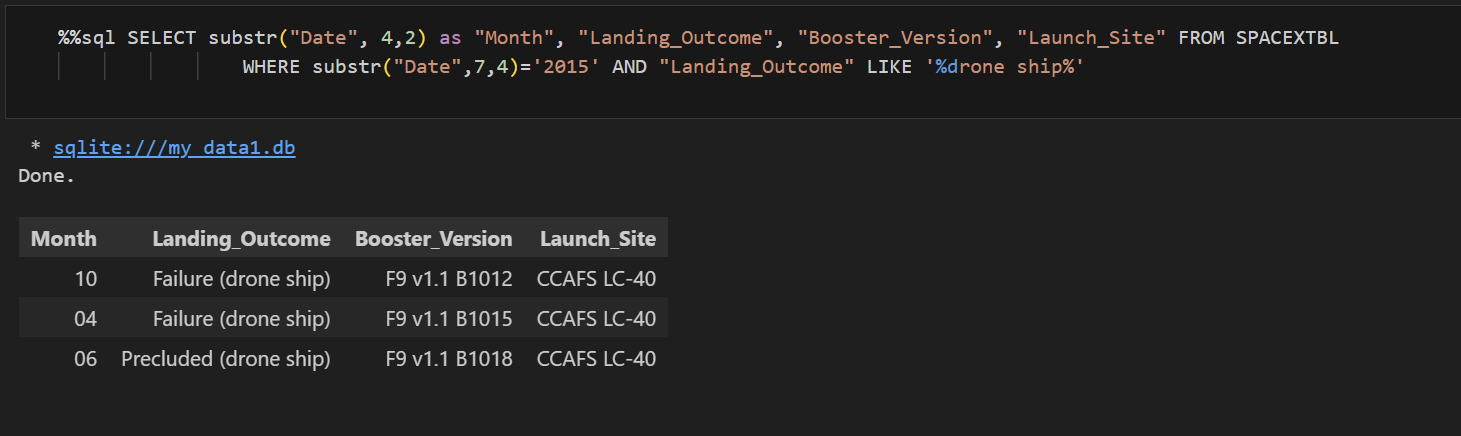 %%sql SELECT substr("Date", 4,2) as "Month", "Landing_Outcome", "Booster_Version", "Launch_Site" FROM SPACEXTBL
WHERE substr("Date",7,4)='2015' AND "Landing_Outcome" LIKE '%drone ship%'
* sqlite:///my_data1.db
Done.
Month Landing_Outcome Booster_Version Launch_Site
10 Failure (drone ship) F9 v1.1 B1012 CCAFS LC-40
04 Failure (drone ship) F9 v1.1 B1015 CCAFS LC-40
06 Precluded (drone ship) F9 v1.1 B1018 CCAFS LC-40